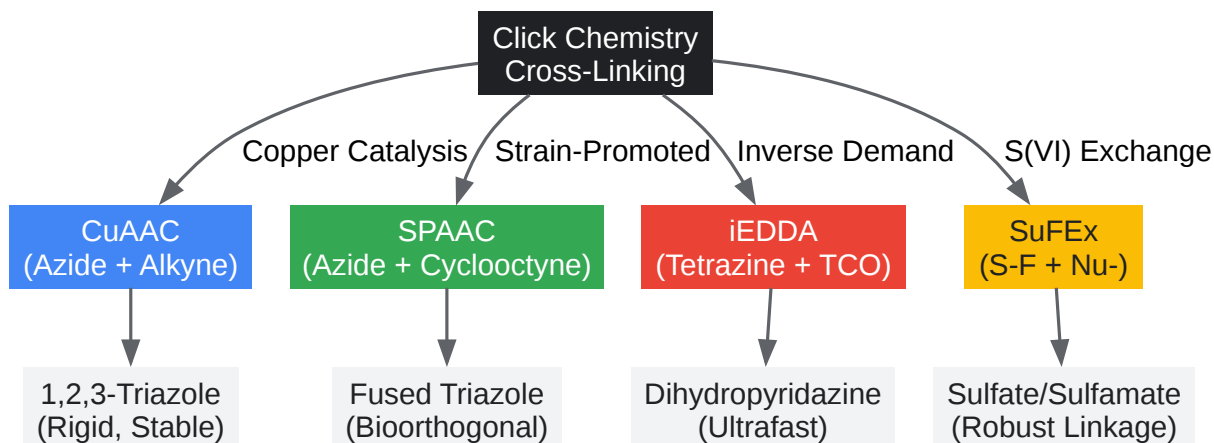 Click Chemistry
Cross-Linking
Copper Catalysis
Strain-Promoted
Inverse Demand
S(VI) Exchange
CuAAC
(Azide + Alkyne)
SPAAC
(Azide + Cyclooctyne)
iEDDA
(Tetrazine + TCO)
SuFEx
(S-F + Nu-)
1,2,3-Triazole
(Rigid, Stable)
Fused Triazole
(Bioorthogonal)
Dihydropyridazine
(Ultrafast)
Sulfate/Sulfamate
(Robust Linkage)